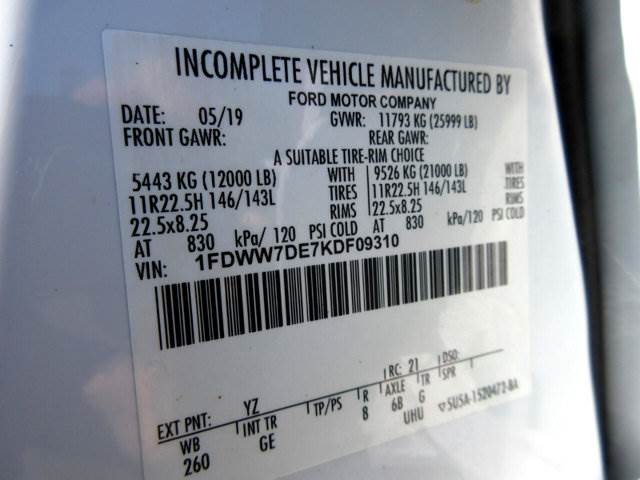 INCOMPLETE VEHICLE MANUFACTURED BY
FORD MOTOR COMPANY
DATE: 05/19 GVWR: 11793 KG (25999 LB)
FRONT GAWR: REAR GAWR:
A SUITABLE TIRE-RIM CHOICE
5443 KG (12000 LB) WITH 9526 KG (21000 LB) WITH
11R22.5H 146/143L TIRES 11R22.5H 146/143L TIRES
22.5x8.25 RIMS 22.5x8.25 RIMS
AT 830 kPa/ 120 PSI COLD AT 830 kPa/120 PSI COLD
VIN: 1FDWW7DE7KDF09310
EXT PNT: YZ RC: 21 DSO:
WB INT TR TP/PS R AXLE TR SPR
260 GE 8 6B G
UHU 5USA-1520472-BA